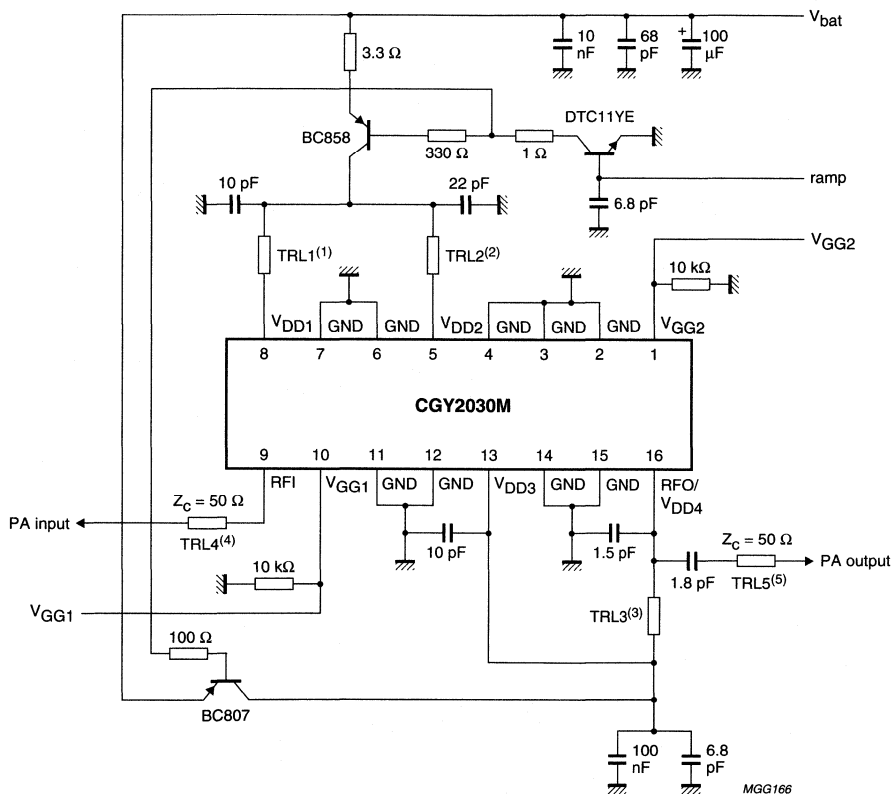 V_bat
3.3 Ω
10 nF
68 pF
+ 100 μF
DTC11YE
BC858
330 Ω
1 Ω
ramp
10 pF
22 pF
6.8 pF
V_GG2
TRL1(1)
TRL2(2)
10 kΩ
V_DD1 GND GND V_DD2 GND GND GND V_GG2
8 7 6 5 4 3 2 1
CGY2030M
9 10 11 12 13 14 15 16
RFI V_GG1 GND GND V_DD3 GND GND RFO/
V_DD4
Z_C = 50 Ω
PA input
TRL4(4)
10 pF
1.5 pF
Z_C = 50 Ω
PA output
1.8 pF
TRL5(5)
10 kΩ
V_GG1
TRL3(3)
100 Ω
BC807
100 nF
6.8 pF
MGG166